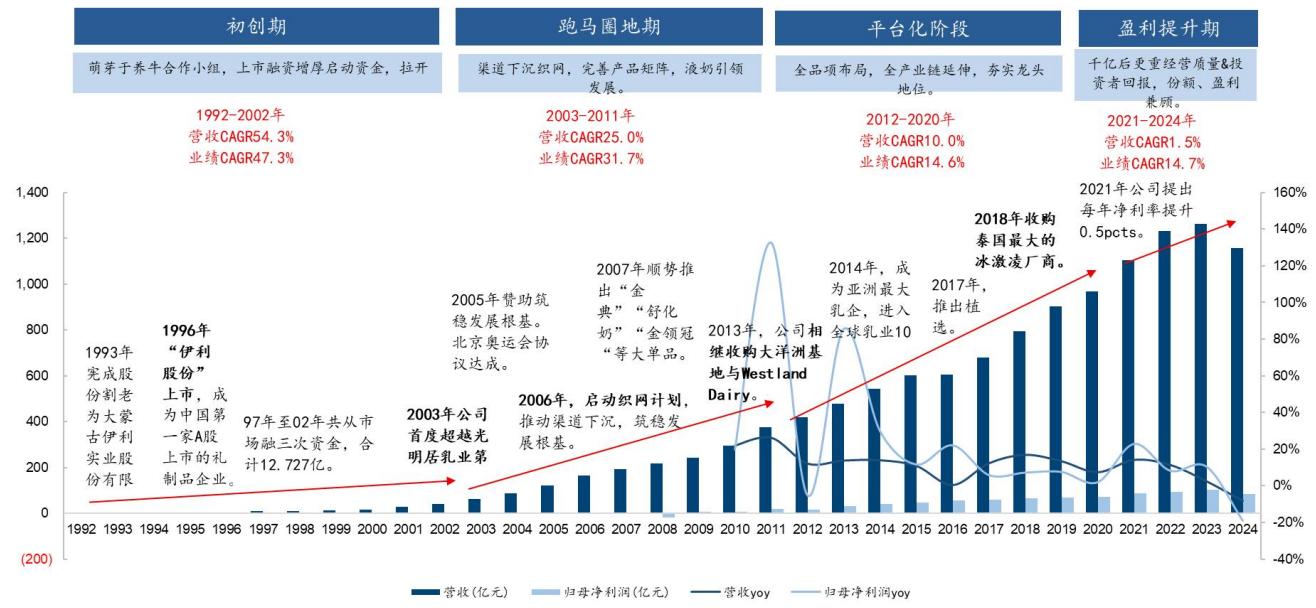 初创期
跑马圈地期
平台化阶段
盈利提升期
萌芽于养牛合作小组，上市融资增厚启动资金，拉开
渠道下沉织网，完善产品矩阵，液奶引领
发展。
全品项布局，全产业链延伸，夯实龙头
地位。
千亿后更重经营质量&投
资者回报，份额、盈利
兼顾。
1992-2002年
营收CAGR54.3%
业绩CAGR47.3%
2003-2011年
营收CAGR25.0%
业绩CAGR31.7%
2012-2020年
营收CAGR10.0%
业绩CAGR14.6%
2021-2024年
营收CAGR1.5%
业绩CAGR14.7%
1,400
1,200
1,000
800
600
400
200
0
(200)
160%
140%
120%
100%
80%
60%
40%
20%
0%
-20%
-40%
1993年
完成股
份割老
为大蒙
古伊利
实业股
份有限
1996年
“伊利
股份”
上市，成
为中国第
一家A股
上市的礼
制品企业。
97年至02年共从市
场融三次资金，合
计12.727亿。
2003年公司
首度超越光
明居乳业第
2005年赞助筑
稳发展根基。
北京奥运会协
议达成。
2006年，启动织网计划，
推动渠道下沉，筑稳发
展根基。
2007年顺势推
出“金
典”“舒化
奶”“金领冠
“等大单品。
2013年，公司相
继收购大洋洲基
地与Westland
Dairy。
2014年，成
为亚洲最大
乳企，进入
全球乳业10
2017年，
推出植
选。
2018年收购
泰国最大的
冰激凌厂商。
2021年公司提出
每年净利率提升
0.5pcts。
1992 1993 1994 1995 1996 1997 1998 1999 2000 2001 2002 2003 2004 2005 2006 2007 2008 2009 2010 2011 2012 2013 2014 2015 2016 2017 2018 2019 2020 2021 2022 2023 2024
营收(亿元) 归母净利润(亿元) 营收yoy 归母净利润yoy